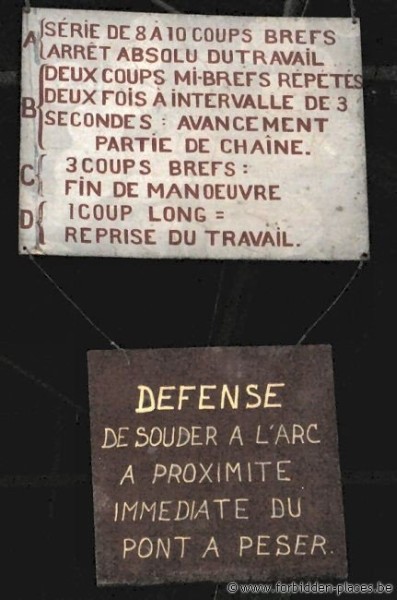 A SÉRIE DE 8 A 10 COUPS BREFS
ARRÊT ABSOLU DU TRAVAIL
B DEUX COUPS MI-BREFS RÉPÉTÉS
DEUX FOIS À INTERVALLE DE 3
SECONDES : AVANCEMENT
PARTIE DE CHAÎNE.
C 3 COUPS BREFS :
FIN DE MANOEUVRE
D 1 COUP LONG =
REPRISE DU TRAVAIL.
DEFENSE
DE SOUDER A L'ARC
A PROXIMITE
IMMEDIATE DU
PONT A PESER.
© www.forbidden-places.be